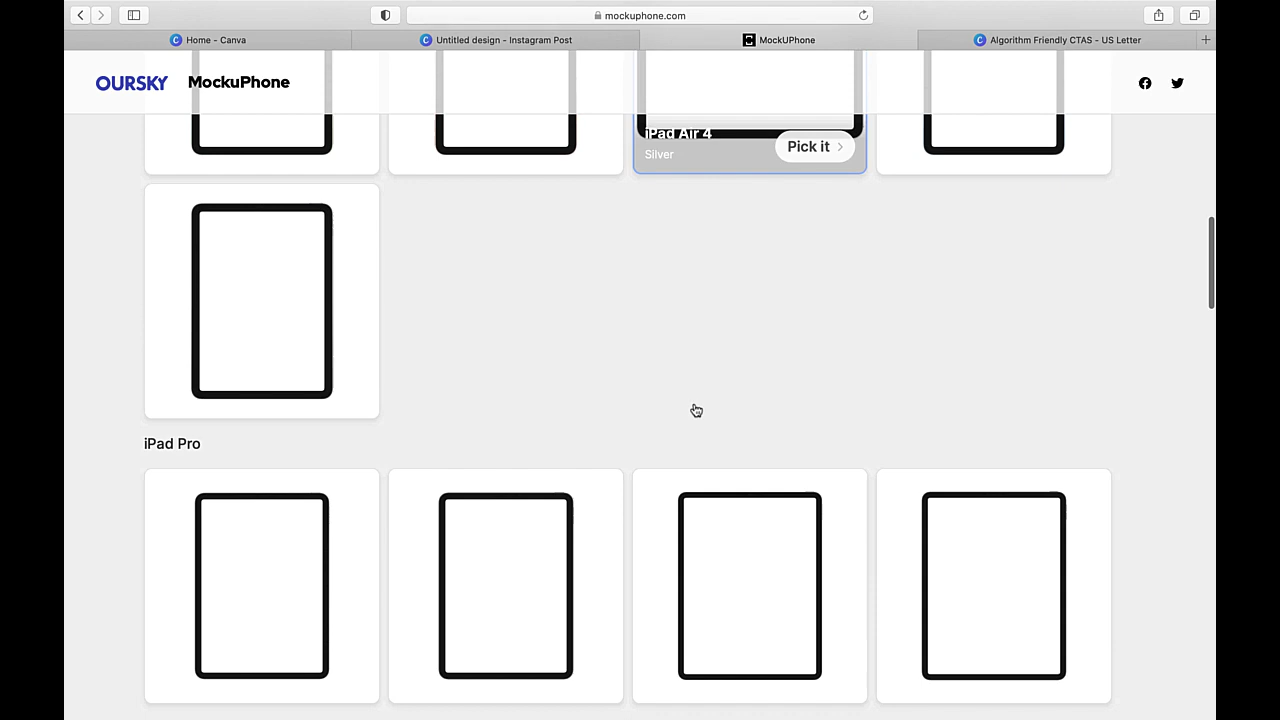 mockuphone.com
Home – Canva
Untitled design - Instagram Post
MockUPhone
Algorithm Friendly CTAS - US Letter
OURSKY
MockuPhone
iPad Air 4
Silver
Pick it
iPad Pro